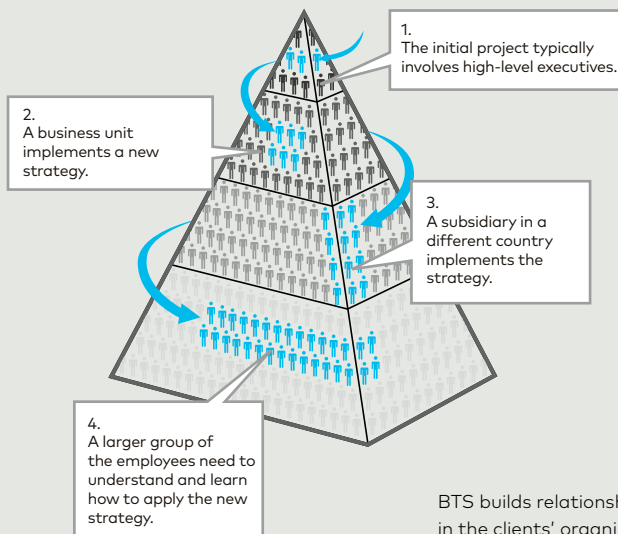 1.
The initial project typically
involves high-level executives.
2.
A business unit
implements a new
strategy.
3.
A subsidiary in a
different country
implements the
strategy.
4.
A larger group of
the employees need to
understand and learn
how to apply the new
strategy.
BTS builds
in the clients'